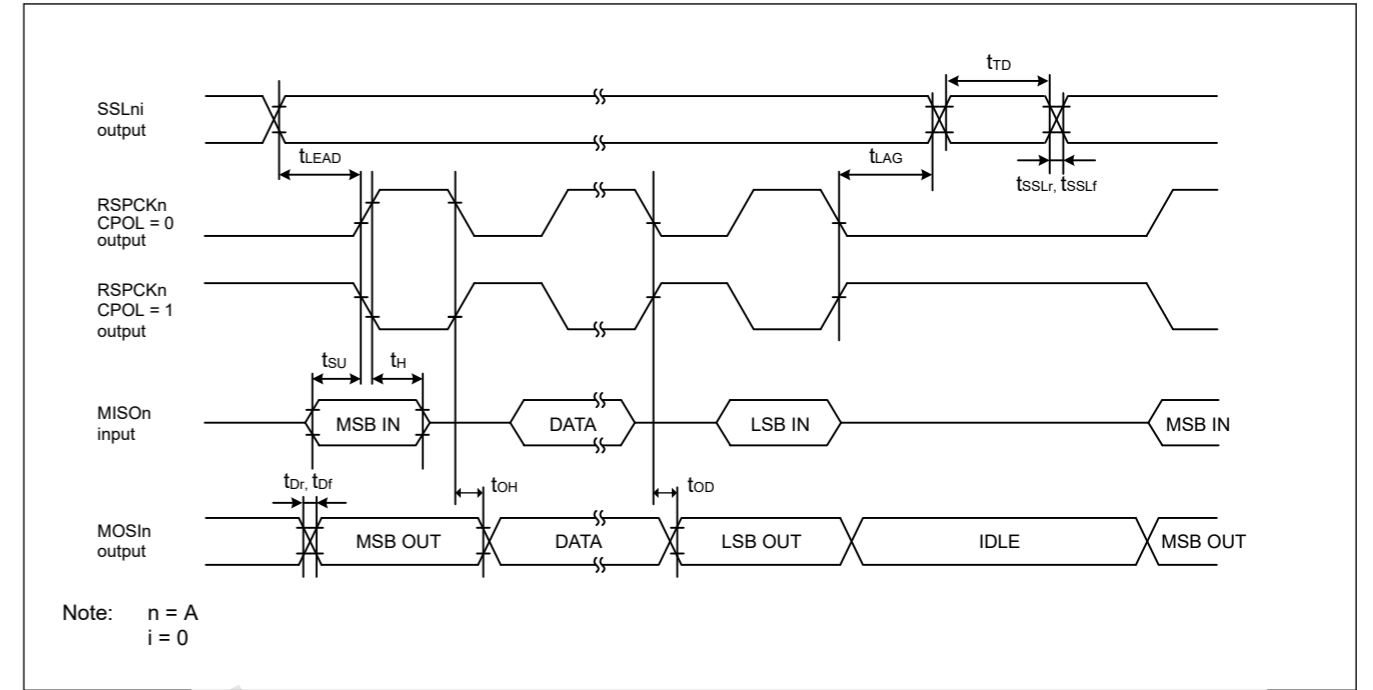 tTD
SSLni
output
tLEAD
tLAG
tSSLr, tSSLf
RSPCKn
CPOL = 0
output
RSPCKn
CPOL = 1
output
tSU
tH
MISOn
input
MSB IN
DATA
LSB IN
MSB IN
tDr, tDf
tOH
tOD
MOSIn
output
MSB OUT
DATA
LSB OUT
IDLE
MSB OUT
Note: n = A
i = 0